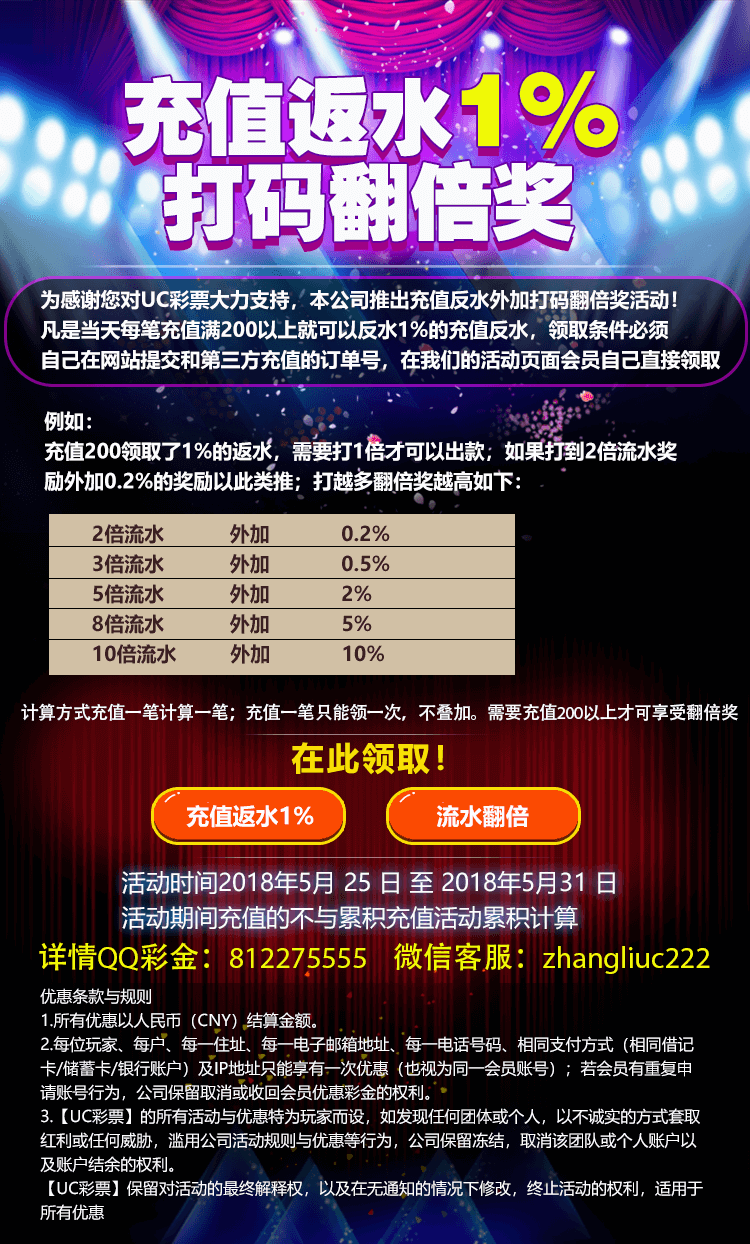 充值返水1%
打码翻倍奖
为感谢您对UC彩票大力支持，本公司推出充值反水外加打码翻倍奖活动！
凡是当天每笔充值满200以上就可以反水1%的充值反水，领取条件必须
自己在网站提交和第三方充值的订单号，在我们的活动页面会员自己直接领取
例如：
充值200领取了1%的返水，需要打1倍才可以出款；如果打到2倍流水奖
励外加0.2%的奖励以此类推；打越多翻倍奖越高如下：
2倍流水 外加 0.2%
3倍流水 外加 0.5%
5倍流水 外加 2%
8倍流水 外加 5%
10倍流水 外加 10%
计算方式充值一笔计算一笔；充值一笔只能领一次，不叠加。需要充值200以上才可享受翻倍奖
在此领取！
充值返水1% 流水翻倍
活动时间2018年5月 25 日 至 2018年5月31 日
活动期间充值的不与累积充值活动累积计算
详情QQ彩金：812275555 微信客服：zhangliuc222
优惠条款与规则
1.所有优惠以人民币（CNY）结算金额。
2.每位玩家、每户、每一住址、每一电子邮箱地址、每一电话号码、相同支付方式（相同借记
卡/储蓄卡/银行账户）及IP地址只能享有一次优惠（也视为同一会员账号）；若会员有重复申
请账号行为，公司保留取消或收回会员优惠彩金的权利。
3.【UC彩票】的所有活动与优惠特为玩家而设，如发现任何团体或个人，以不诚实的方式套取
红利或任何威胁，滥用公司活动规则与优惠等行为，公司保留冻结，取消该团队或个人账户以
及账户结余的权利。
【UC彩票】保留对活动的最终解释权，以及在无通知的情况下修改，终止活动的权利，适用于
所有优惠